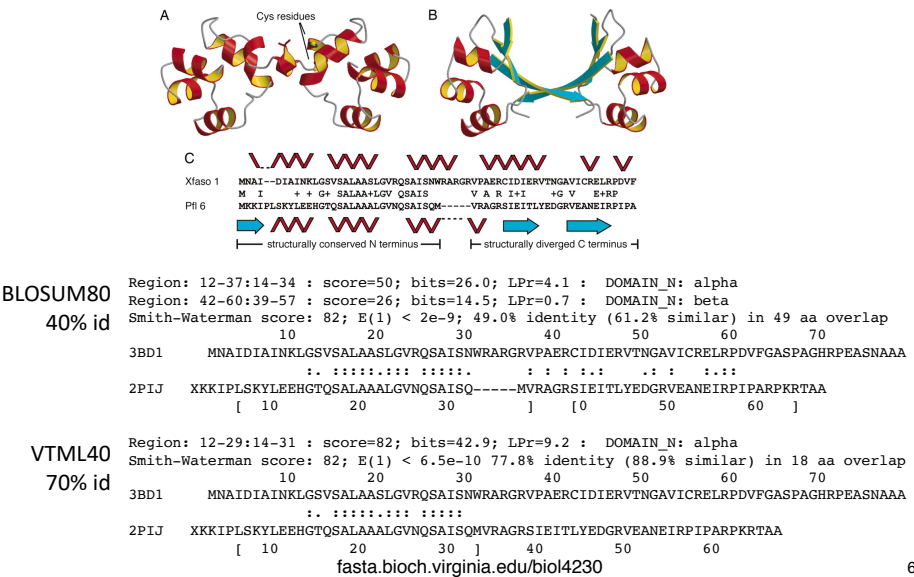 A
Cys residues
B
C
Xfaso 1 MNAI--DIAINKLGSVSALAASLGVRQSAISNWRARGRVPAERCIDIERVTNGAVICRELRPDVF
M I + + G+ SALAA+LGV QSAIS V A R I+I +G V E+RP
Pfl 6 MKKIPLSKYLEEHGTQSALAAALGVNQSAISQM-----VRAGRSIEITLYEDGRVEANEIRPIPA
structurally conserved N terminus structurally diverged C terminus
BLOSUM80
40% id
Region: 12-37:14-34 : score=50; bits=26.0; LPr=4.1 : DOMAIN_N: alpha
Region: 42-60:39-57 : score=26; bits=14.5; LPr=0.7 : DOMAIN_N: beta
Smith-Waterman score: 82; E(1) < 2e-9; 49.0% identity (61.2% similar) in 49 aa overlap
10 20 30 40 50 60 70
3BD1 MNAIDIAINKLGSVSALAASLGVRQSAISNWRARGRVPAERCIDIERVTNGAVICRELRPDVFGASPAGHRPEASNAAA
:. :::::.::: ::::: : : : : : :. : .: ::
2PIJ XKKIPLSKYLEEHGTQSALAAALGVNQSAISQ-----MVRAGRSIEITLYEDGRVEANEIRPIPARPKRTAA
[ 10 20 30 ] [0 50 60 ]
VTML40
70% id
Region: 12-29:14-31 : score=82; bits=42.9; LPr=9.2 : DOMAIN_N: alpha
Smith-Waterman score: 82; E(1) < 6.5e-10 77.8% identity (88.9% similar) in 18 aa overlap
10 20 30 40 50 60 70
3BD1 MNAIDIAINKLGSVSALAASLGVRQSAISNWRARGRVPAERCIDIERVTNGAVICRELRPDVFGASPAGHRPEASNAAA
:. :::::.::: :::::
2PIJ XKKIPLSKYLEEHGTQSALAAALGVNQSAISQMVRAGRSIEITLYEDGRVEANEIRPIPARPKRTAA
[ 10 20 30 ] 40 50 60
fasta.bioch.virginia.edu/biol4230
6